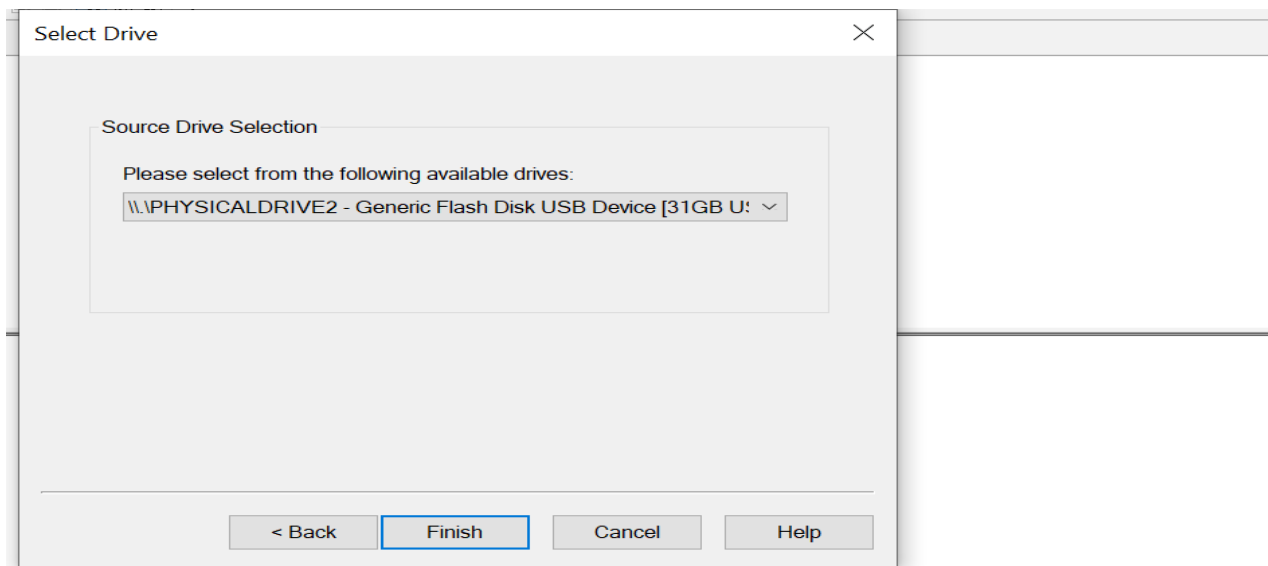 Select Drive
Source Drive Selection
Please select from the following available drives:
\\.\PHYSICALDRIVE2 - Generic Flash Disk USB Device [31GB U
< Back
Finish
Cancel
Help